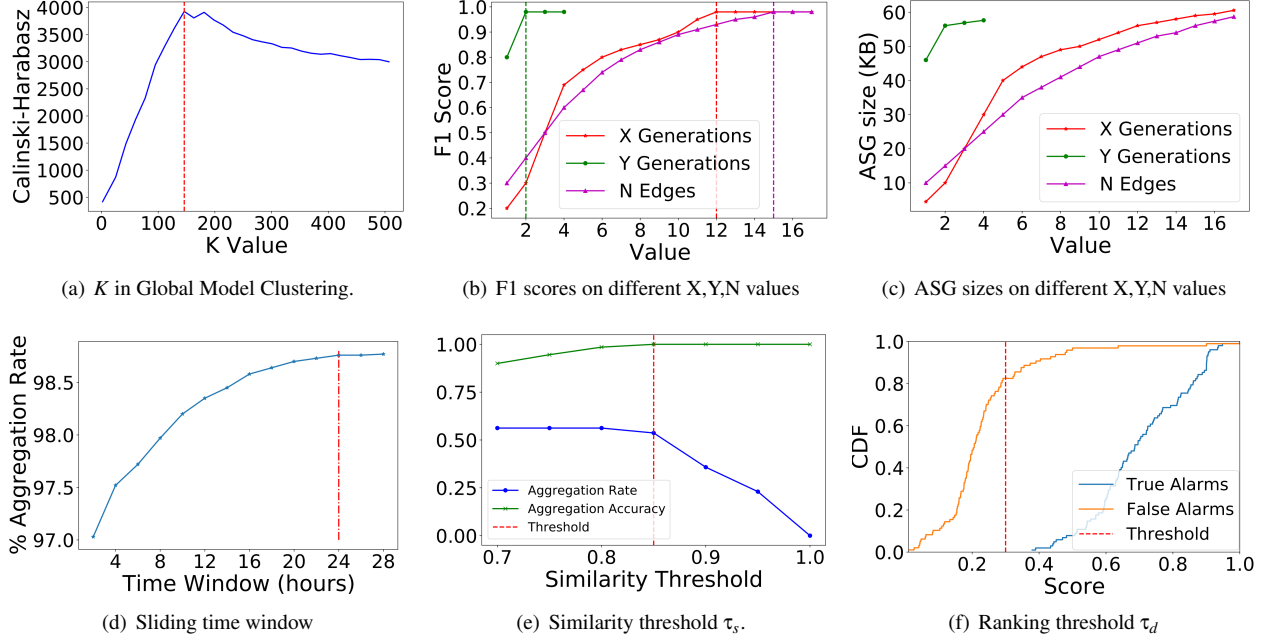 Calinski-Harabasz
4000
3500
3000
2500
2000
1500
1000
500
0 100 200 300 400 500
K Value
(a) K in Global Model Clustering.
F1 Score
1.0
0.9
0.8
0.7
0.6
0.5
0.4
0.3
0.2
X Generations
Y Generations
N Edges
2 4 6 8 10 12 14 16
Value
(b) F1 scores on different X,Y,N values
ASG size (KB)
60
50
40
30
20
10
X Generations
Y Generations
N Edges
2 4 6 8 10 12 14 16
Value
(c) ASG sizes on different X,Y,N values
% Aggregation Rate
98.5
98.0
97.5
97.0
4 8 12 16 20 24 28
Time Window (hours)
(d) Sliding time window
1.00
0.75
0.50
0.25
0.00
Aggregation Rate
Aggregation Accuracy
Threshold
0.7 0.8 0.9 1.0
Similarity Threshold
(e) Similarity threshold τs.
CDF
1.0
0.8
0.6
0.4
0.2
0.0
True Alarms
False Alarms
Threshold
0.2 0.4 0.6 0.8 1.0
Score
(f) Ranking threshold τd